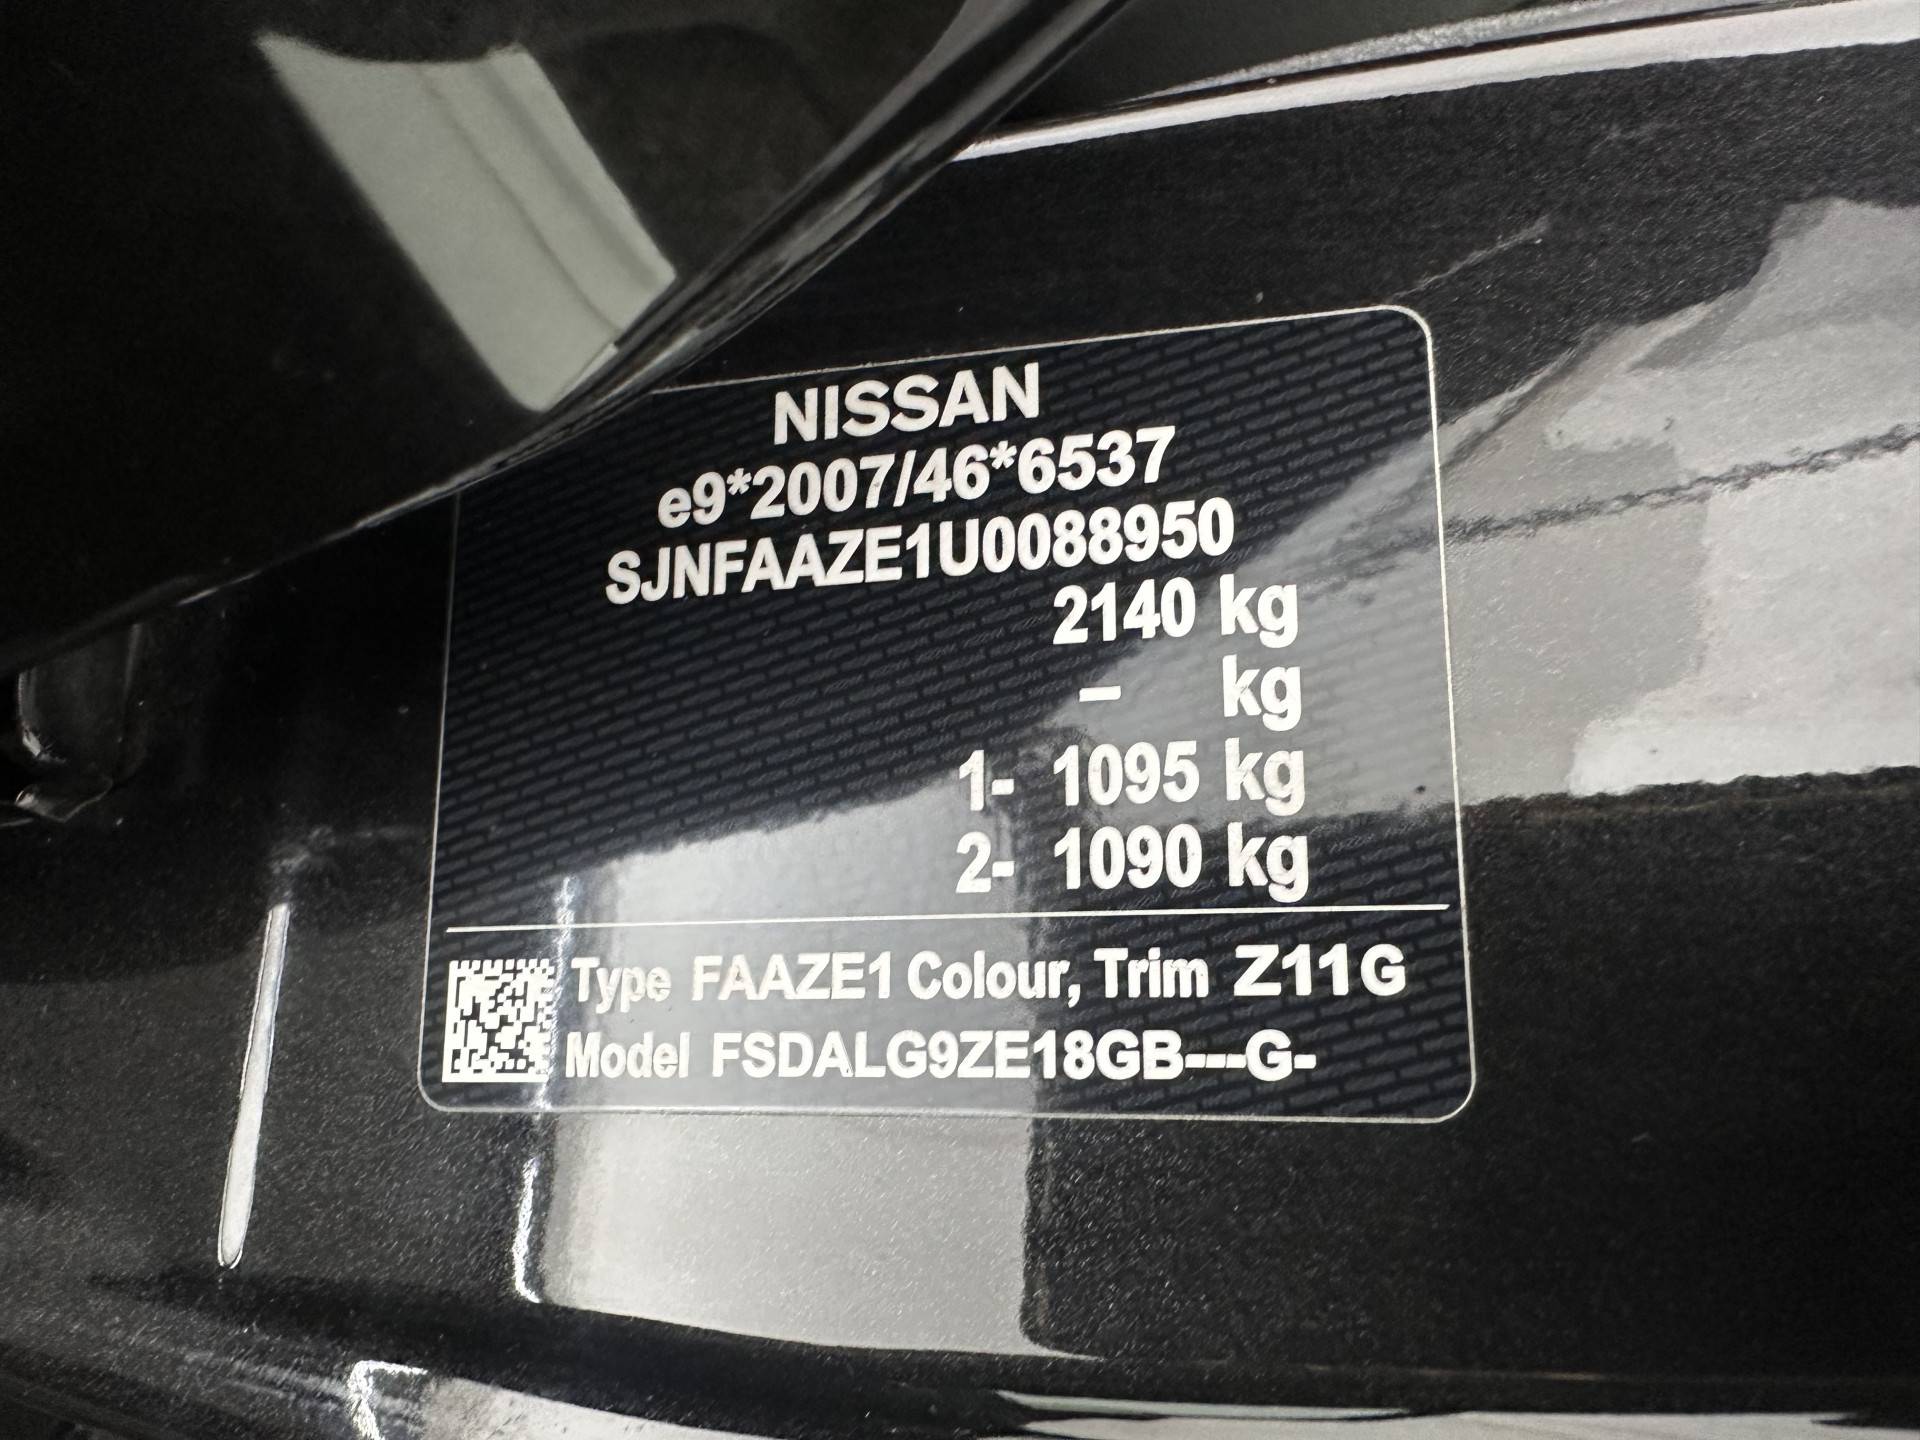 NISSAN
e9*2007/46*6537
SJNFAAZE1U0088950
2140 kg
– kg
1- 1095 kg
2- 1090 kg
Type FAAZE1 Colour, Trim Z11 G
Model FSDALG9ZE18GB---G-